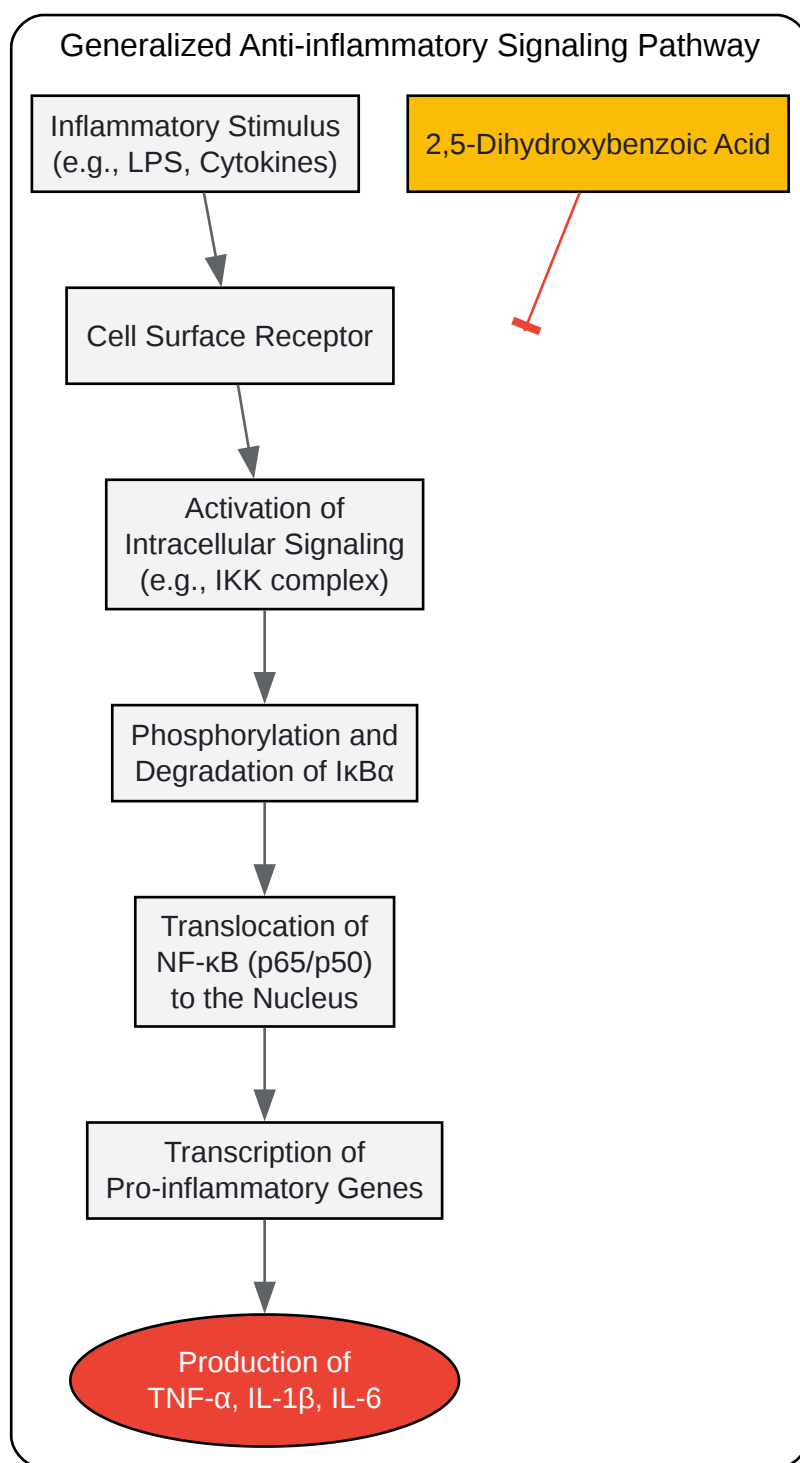 Generalized Anti-inflammatory Signaling Pathway
Inflammatory Stimulus
(e.g., LPS, Cytokines)
2,5-Dihydroxybenzoic Acid
Cell Surface Receptor
Activation of
Intracellular Signaling
(e.g., IKK complex)
Phosphorylation and
Degradation of IκBα
Translocation of
NF-κB (p65/p50)
to the Nucleus
Transcription of
Pro-inflammatory Genes
Production of
TNF-α, IL-1β, IL-6